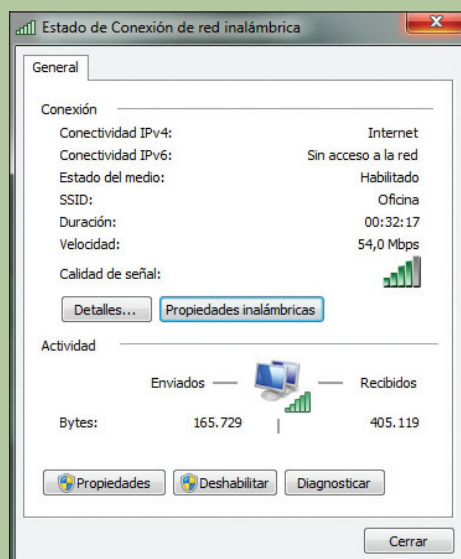 Estado de Conexión de red inalámbrica
General
Conexión
Conectividad IPv4: Internet
Conectividad IPv6: Sin acceso a la red
Estado del medio: Habilitado
SSID: Oficina
Duración: 00:32:17
Velocidad: 54,0 Mbps
Calidad de señal:
Detalles... Propiedades inalámbricas
Actividad
Enviados Recibidos
Bytes: 165.729 405.119
Propiedades Deshabilitar Diagnosticar
Cerrar